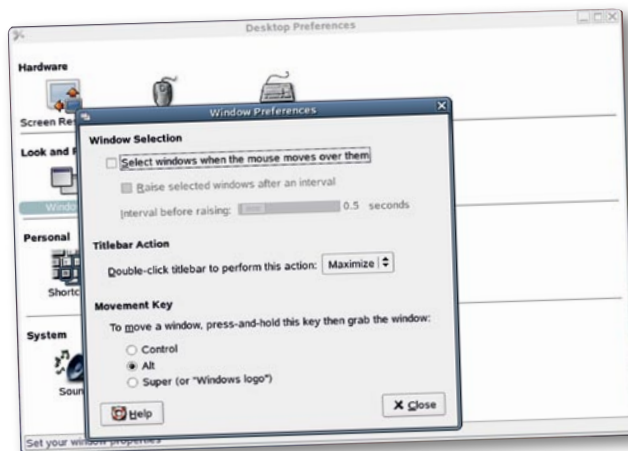 Desktop Preferences
Hardware
Screen Res
Look and
Windo
Personal
Shortc
System
Soun
Set your window properties
Window Preferences
Window Selection
Select windows when the mouse moves over them
Raise selected windows after an interval
Interval before raising: 0.5 seconds
Titlebar Action
Double-click titlebar to perform this action: Maximize
Movement Key
To move a window, press-and-hold this key then grab the window:
Control
Alt
Super (or "Windows logo")
Help
Close